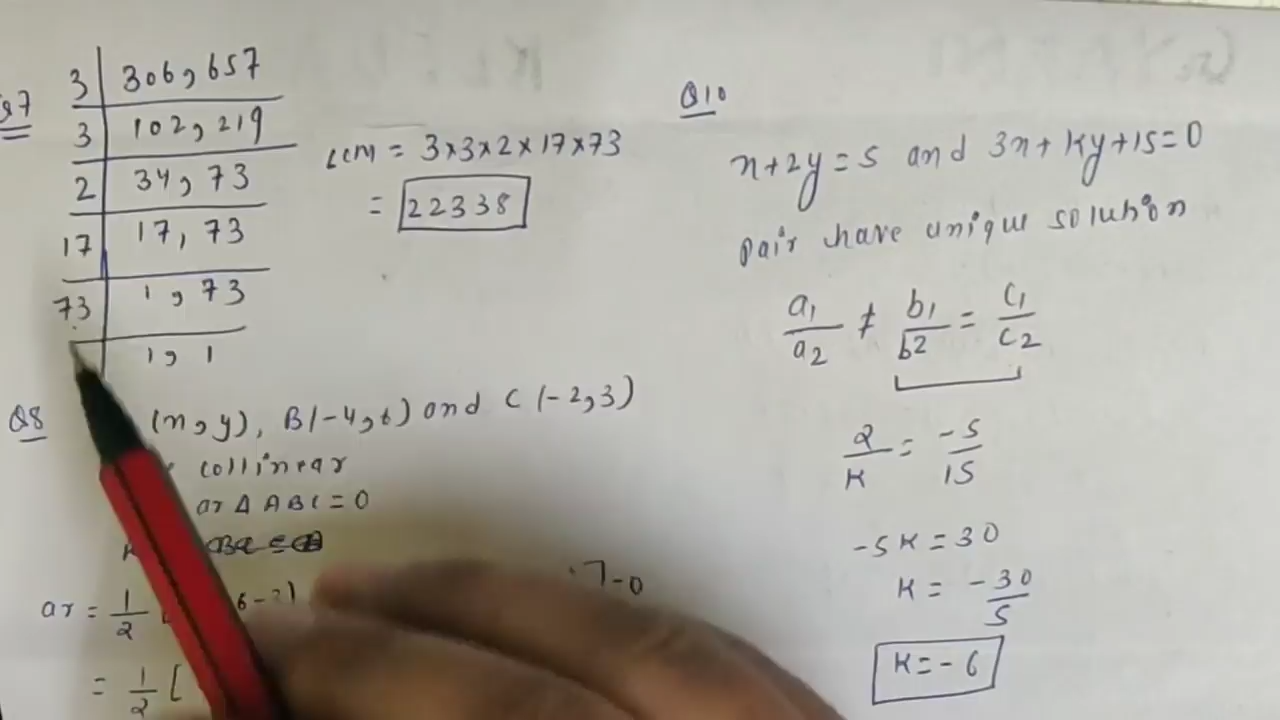 Q7
3 | 306, 657
3 | 102, 219
2 | 34, 73
17 | 17, 73
73 | 1, 73
1, 1
LCM = 3×3×2×17×73
= 22338
Q8
(x, y), B(-4, 6) and C (-2, 3)
collinear
ar Δ ABC = 0
ar = 1/2
= 1/2 [
Q10
x+2y=5 and 3x+ky+15=0
pair have unique solution
a1/a2 ≠ b1/b2 = c1/c2
2/K = -5/15
-5K = 30
K = -30/5
K = -6